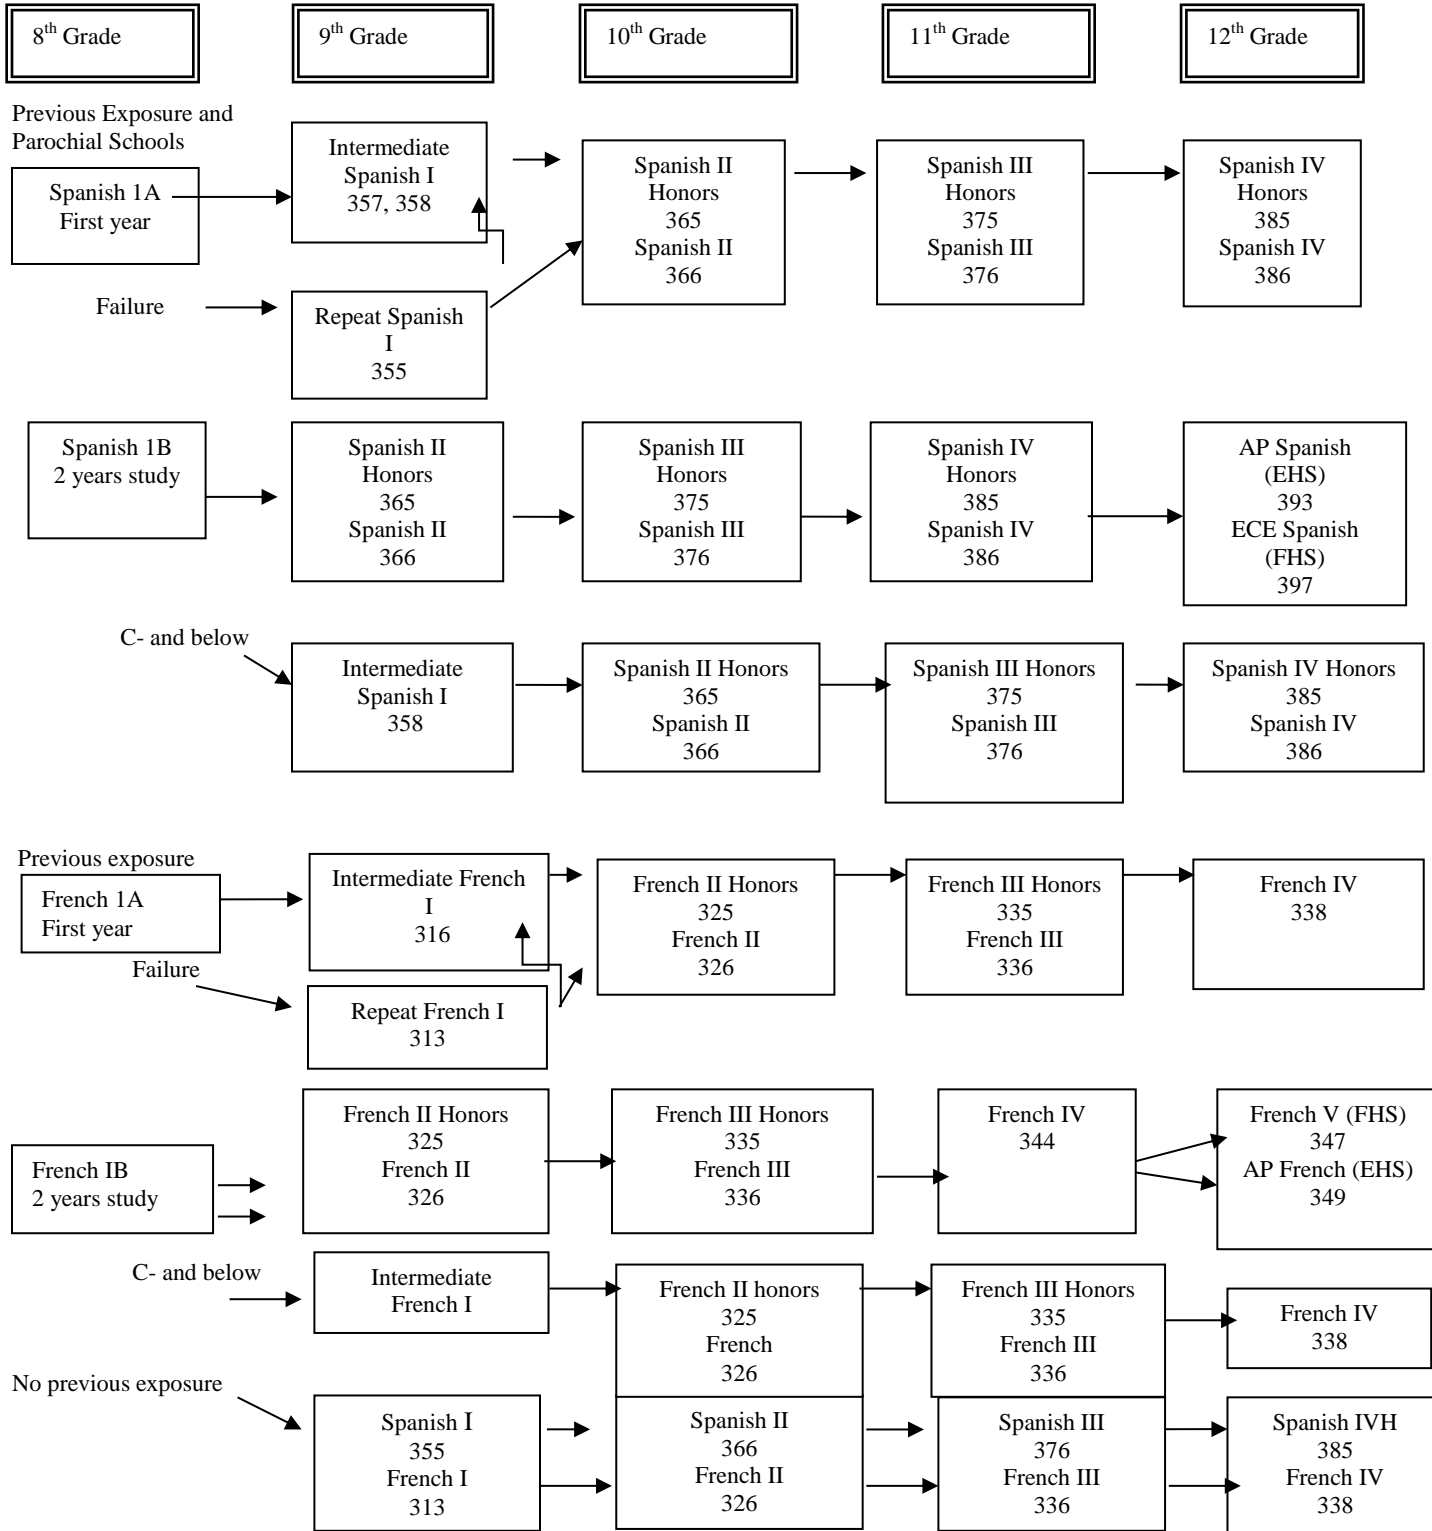 8th Grade
9th Grade
10th Grade
11th Grade
12th Grade
Previous Exposure and
Parochial Schools
Spanish 1A
First year
Intermediate
Spanish I
357, 358
Spanish II
Honors
365
Spanish II
366
Spanish III
Honors
375
Spanish III
376
Spanish IV
Honors
385
Spanish IV
386
Failure
Repeat Spanish
I
355
Spanish 1B
2 years study
Spanish II
Honors
365
Spanish II
366
Spanish III
Honors
375
Spanish III
376
Spanish IV
Honors
385
Spanish IV
386
AP Spanish
(EHS)
393
ECE Spanish
(FHS)
397
C- and below
Intermediate
Spanish I
358
Spanish II Honors
365
Spanish II
366
Spanish III Honors
375
Spanish III
376
Spanish IV Honors
385
Spanish IV
386
Previous exposure
French 1A
First year
Intermediate French
I
316
French II Honors
325
French II
326
French III Honors
335
French III
336
French IV
338
Failure
Repeat French I
313
French IB
2 years study
French II Honors
325
French II
326
French III Honors
335
French III
336
French IV
344
French V (FHS)
347
AP French (EHS)
349
C- and below
Intermediate
French I
French II honors
325
French
326
French III Honors
335
French III
336
French IV
338
No previous exposure
Spanish I
355
French I
313
Spanish II
366
French II
326
Spanish III
376
French III
336
Spanish IVH
385
French IV
338